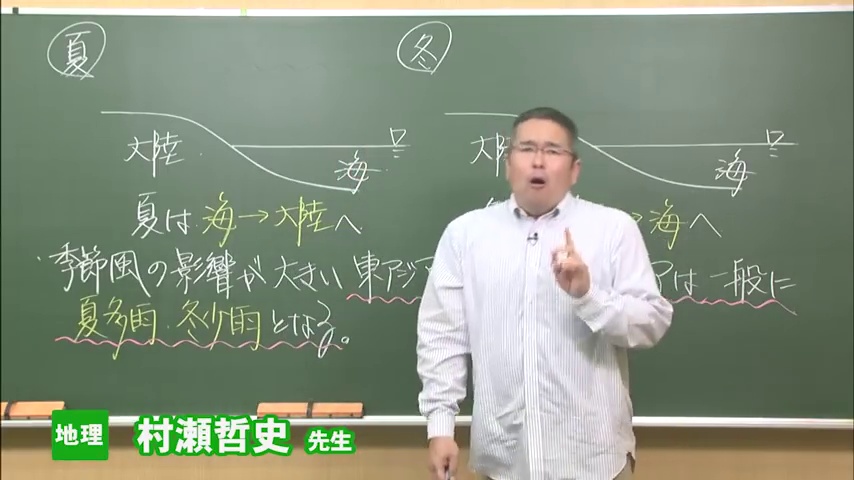 夏
冬
大陸
海
大陸
海
夏は海→大陸へ
→海へ
季節風の影響が大きい東アジア
アは一般に
夏多雨・冬少雨となる。
地理 村瀬哲史 先生